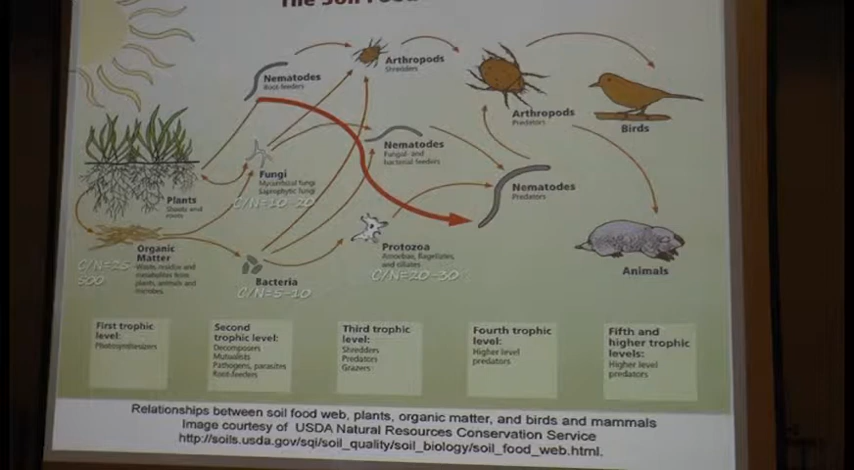 The Soil Food
Nematodes
Root-feeders
Arthropods
Shredders
Arthropods
Predators
Birds
Nematodes
Fungal- and
bacterial feeders
Fungi
Mycorrhizal fungi
Saprophytic fungi
C/N=10-20
Nematodes
Predators
Plants
Shoots and
roots
Organic
Matter
Waste, residue and
metabolites from
plants, animals and
microbes.
C/N=25-
500
Bacteria
C/N=5-10
Protozoa
Amoebae, flagellates,
and ciliates
C/N=20-30
Animals
First trophic
level:
Photosynthesizers
Second
trophic level:
Decomposers
Mutualists
Pathogens, parasites
Root-feeders
Third trophic
level:
Shredders
Predators
Grazers
Fourth trophic
level:
Higher level
predators
Fifth and
higher trophic
levels:
Higher level
predators
Relationships between soil food web, plants, organic matter, and birds and mammals
Image courtesy of USDA Natural Resources Conservation Service
http://soils.usda.gov/sqi/soil_quality/soil_biology/soil_food_web.html.